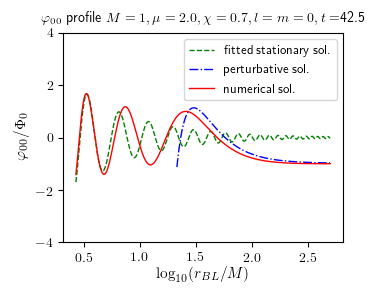 φ₀₀ profile M = 1, μ = 2.0, χ = 0.7, l = m = 0, t =42.5
fitted stationary sol.
perturbative sol.
numerical sol.
φ₀₀/Φ₀
4
2
0
−2
−4
0.5 1.0 1.5 2.0 2.5
log₁₀(r_BL/M)